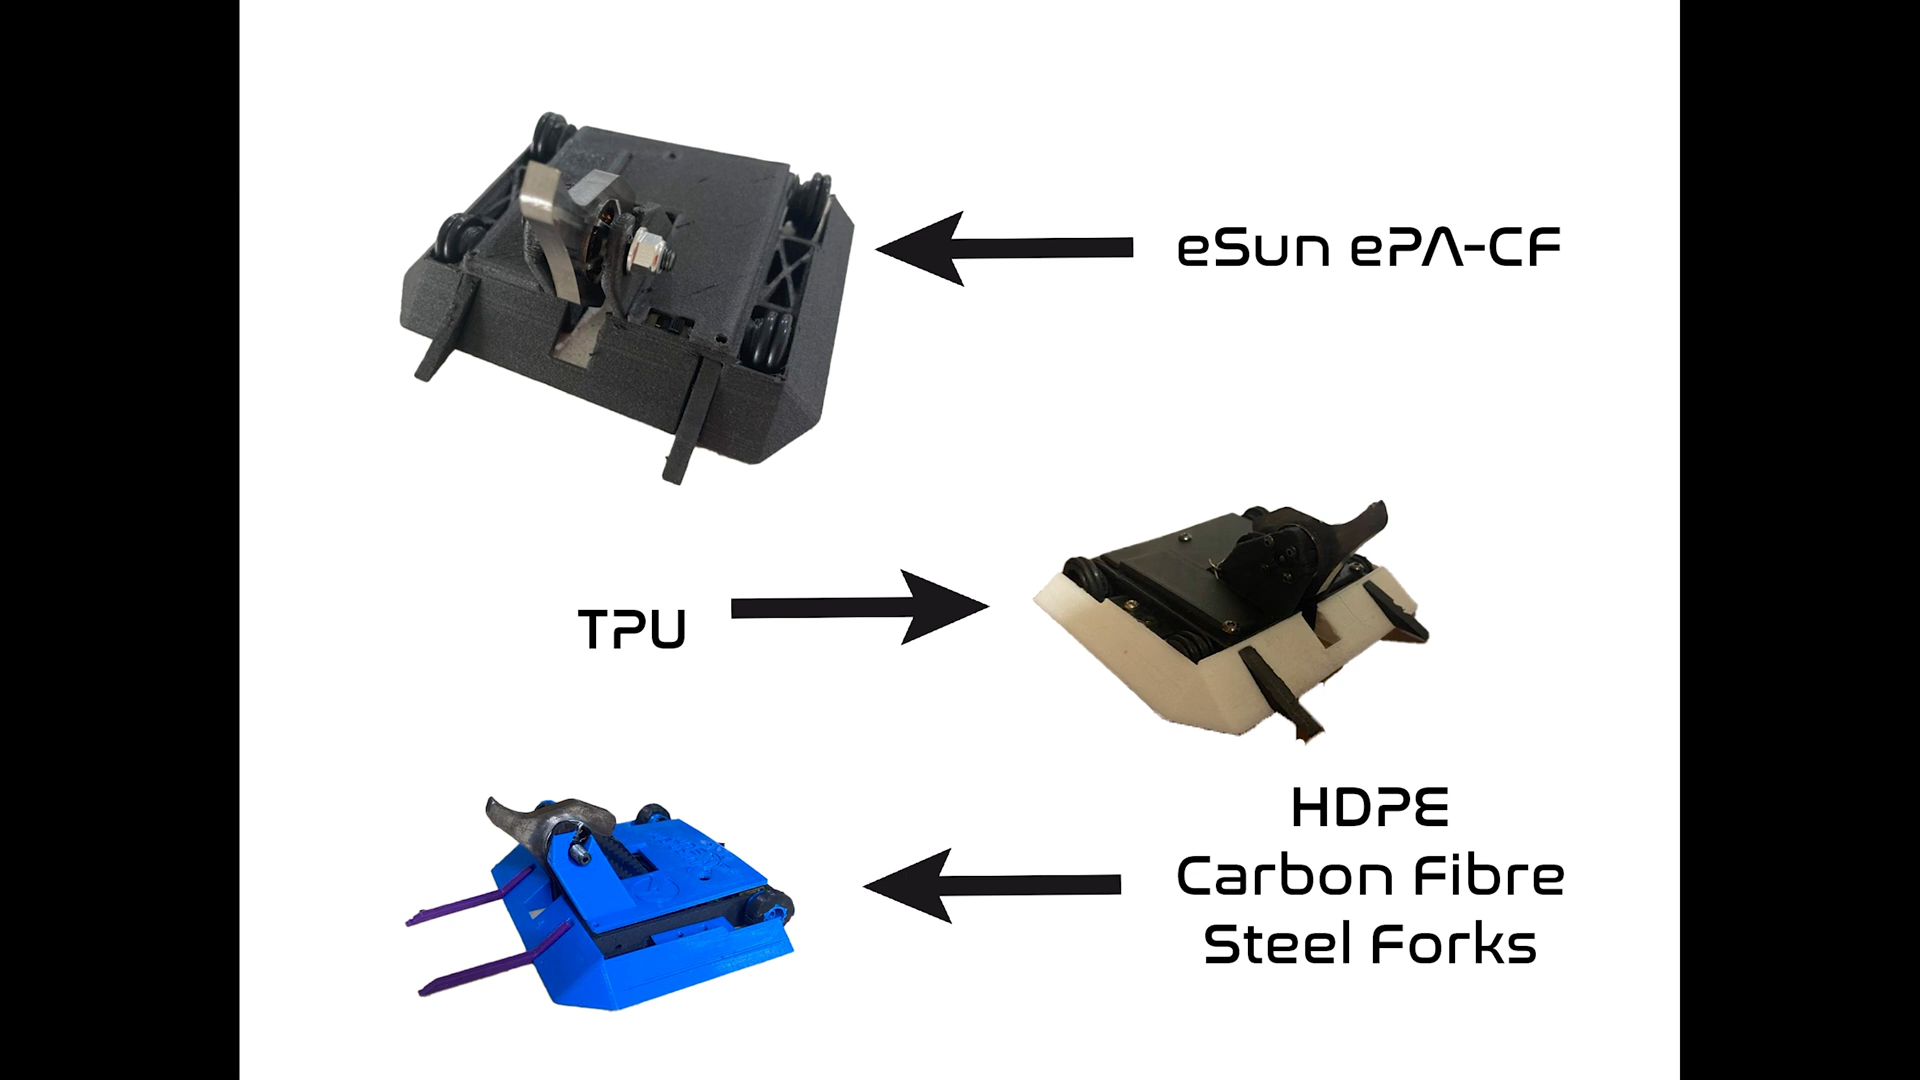 eSun ePA-CF
TPU
HDPE
Carbon Fibre
Steel Forks